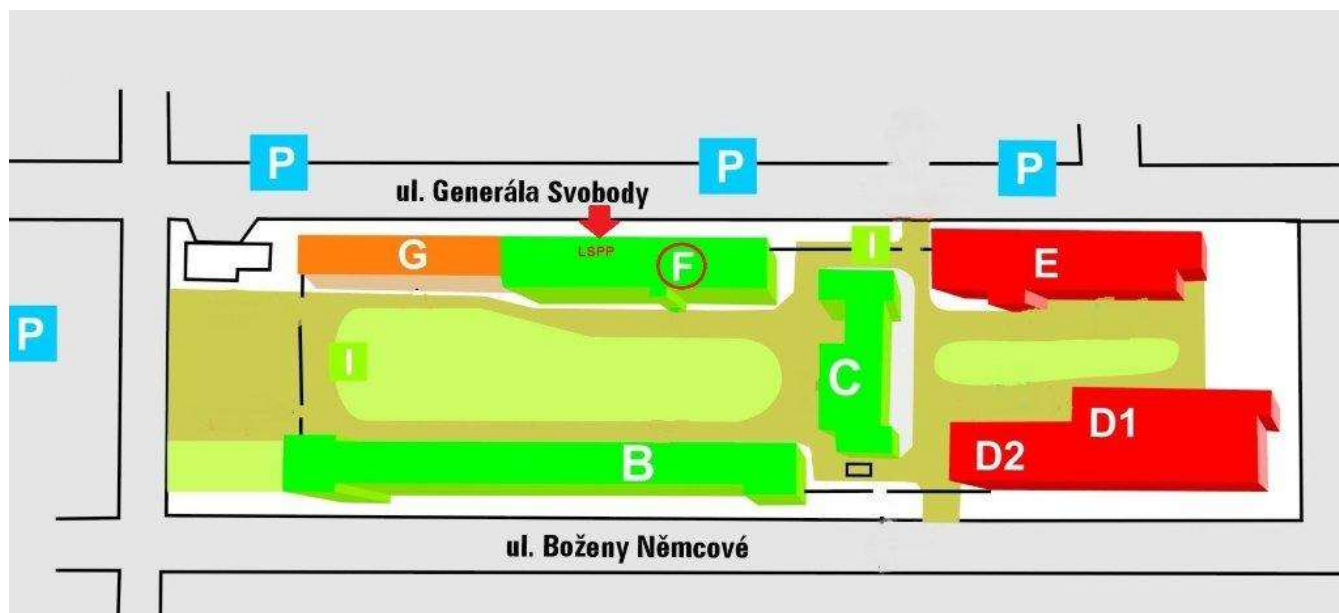 P
P
P
ul. Generála Svobody
G
LSPP
F
I
E
P
I
C
B
D1
D2
ul. Boženy Němcové